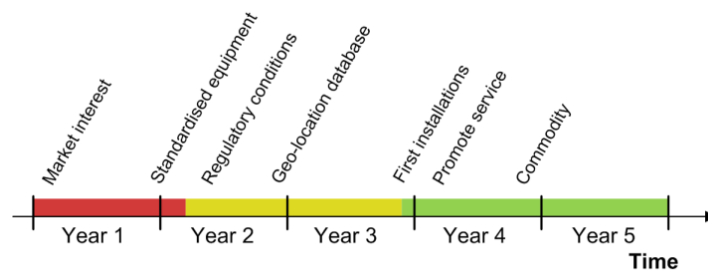 Market interest
Standardised equipment
Regulatory conditions
Geo-location database
First installations
Promote service
Commodity
Year 1
Year 2
Year 3
Year 4
Year 5
Time